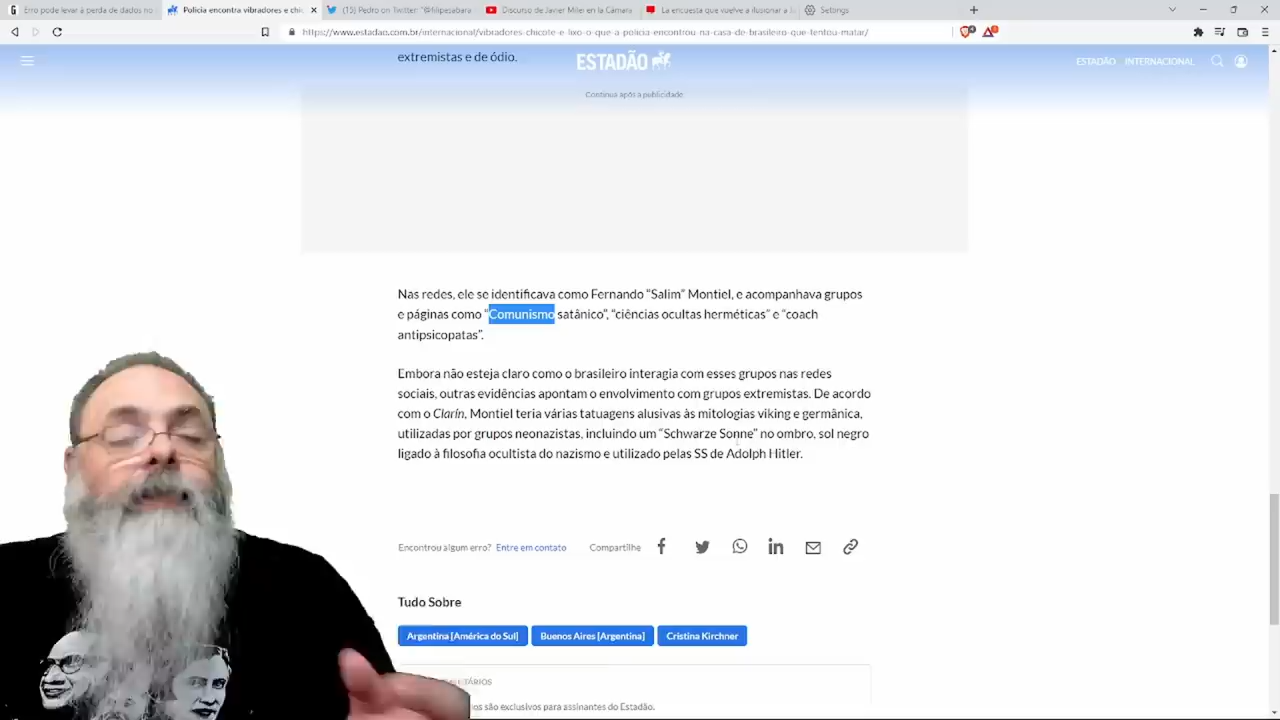 Erro pode levar à perda de dados no
Polícia encontra vibradores e chic
(15) Pedro on Twitter: "@filipesabara
Discurso de Javier Milei en la Cámara
La encuesta que vuelve a ilusionar a
Settings
https://www.estadao.com.br/internacional/vibradores-chicote-e-lixo-o-que-a-policia-encontrou-na-casa-de-brasileiro-que-tentou-matar/
extremistas e de ódio.
ESTADÃO
ESTADÃO INTERNACIONAL
Continua após a publicidade
Nas redes, ele se identificava como Fernando “Salim” Montiel, e acompanhava grupos
e páginas como “Comunismo satânico”, “ciências ocultas herméticas” e “coach
antipsicopatas”.
Embora não esteja claro como o brasileiro interagia com esses grupos nas redes
sociais, outras evidências apontam o envolvimento com grupos extremistas. De acordo
com o Clarín, Montiel teria várias tatuagens alusivas às mitologias viking e germânica,
utilizadas por grupos neonazistas, incluindo um “Schwarze Sonne” no ombro, sol negro
ligado à filosofia ocultista do nazismo e utilizado pelas SS de Adolph Hitler.
Encontrou algum erro? Entre em contato
Compartilhe
Tudo Sobre
Argentina [América do Sul]
Buenos Aires [Argentina]
Cristina Kirchner
são exclusivos para assinantes do Estadão.